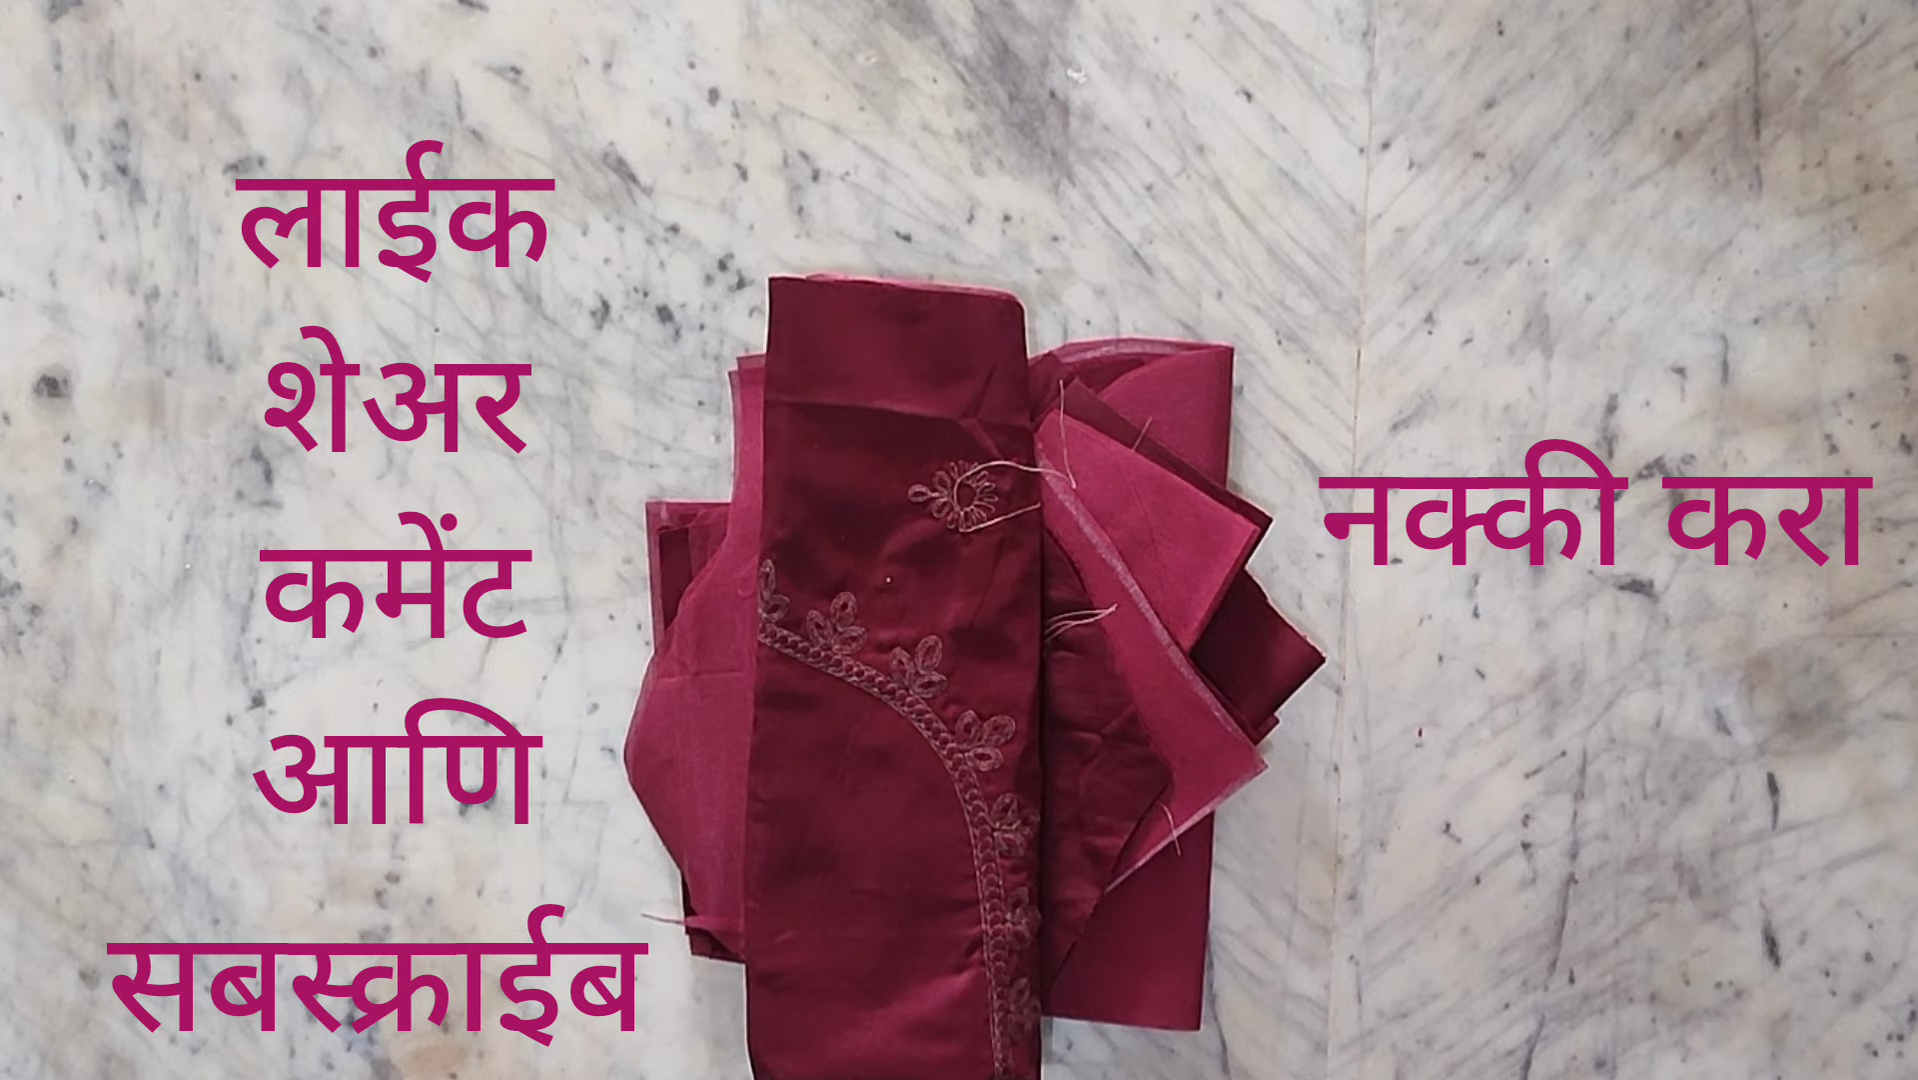 लाईक
शेअर
कमेंट
आणि
सबस्क्राईब
नक्की करा